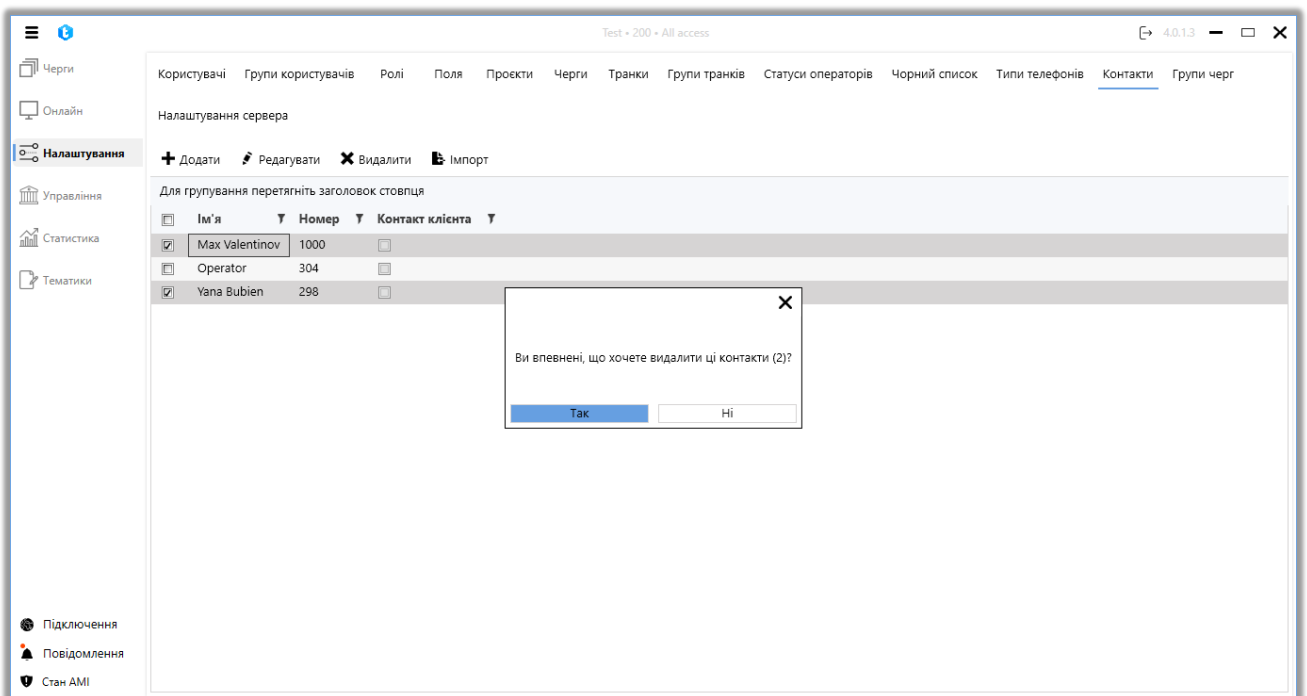 Test • 200 • All access
4.0.1.3
Черги
Онлайн
Налаштування
Управління
Статистика
Тематики
Користувачі Групи користувачів Ролі Поля Проєкти Черги Транки Групи транків Статуси операторів Чорний список Типи телефонів Контакти Групи черг
Налаштування сервера
Додати Редагувати Видалити Імпорт
Для групування перетягніть заголовок стовпця
Ім'я Номер Контакт клієнта
Max Valentinov 1000
Operator 304
Yana Bubien 298
Ви впевнені, що хочете видалити ці контакти (2)?
Так Ні
Підключення
Повідомлення
Стан AMI